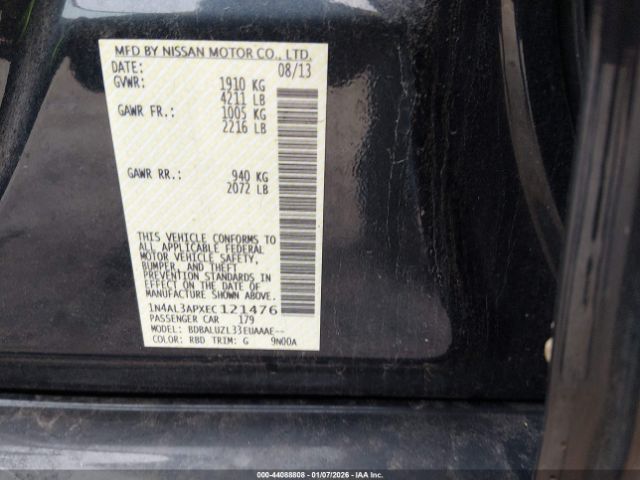 MFD BY NISSAN MOTOR CO., LTD.
DATE: 08/13
GVWR: 1910 KG
4211 LB
GAWR FR.: 1005 KG
2216 LB
GAWR RR.: 940 KG
2072 LB
THIS VEHICLE CONFORMS TO
ALL APPLICABLE FEDERAL
MOTOR VEHICLE SAFETY,
BUMPER, AND THEFT
PREVENTION STANDARDS IN
EFFECT ON THE DATE OF
MANUFACTURE SHOWN ABOVE.
1N4AL3APXEC121476
PASSENGER CAR 179
MODEL: BDBALUZL33EUAAAE--
COLOR: RBD TRIM: G 9N00A
000-44088808 | 01/07/2026 | IAA Inc.